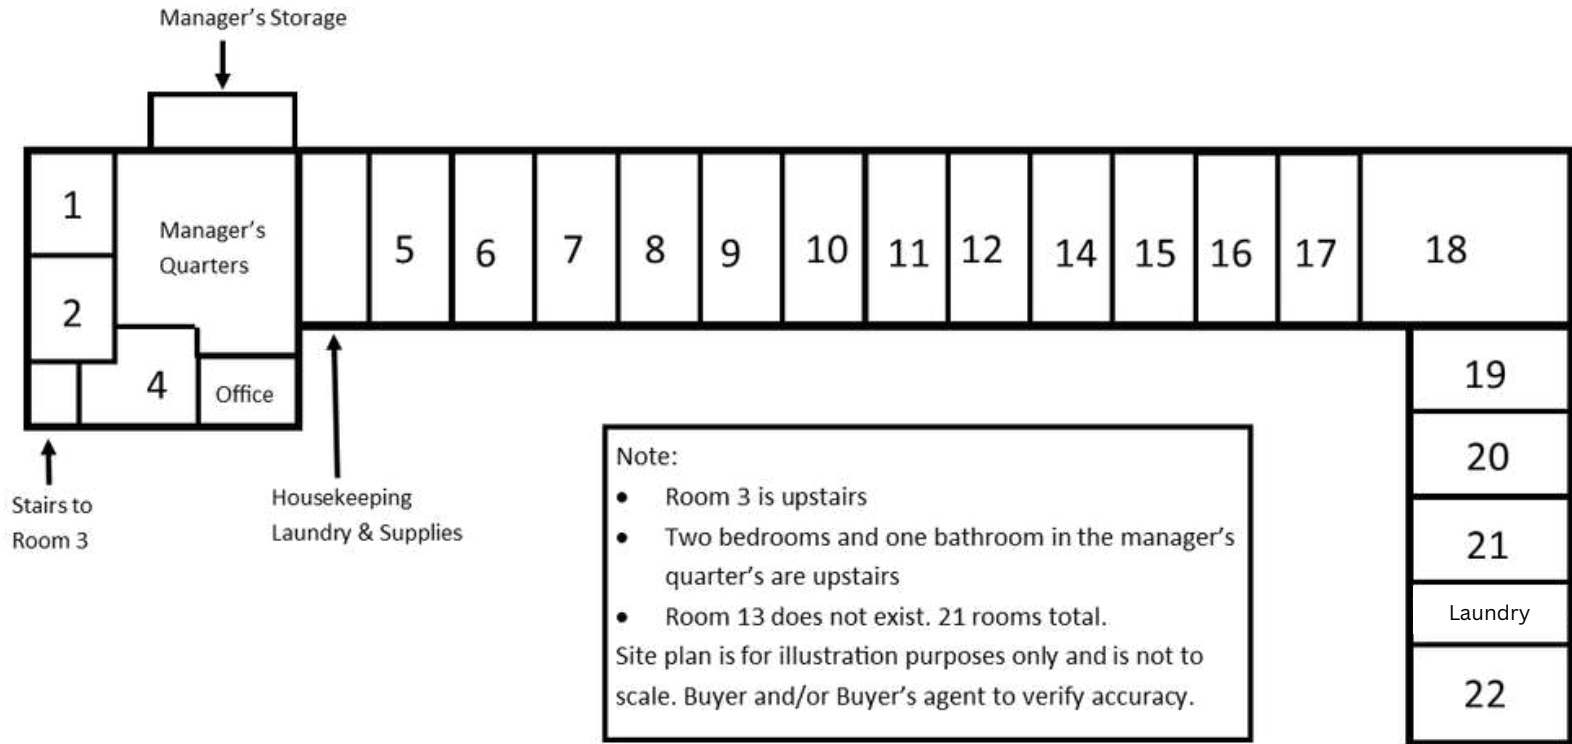 Manager's Storage
1
Manager's
Quarters
2
4
Office
5
6
7
8
9
10
11
12
14
15
16
17
18
19
20
21
Laundry
22
Stairs to
Room 3
Housekeeping
Laundry & Supplies
Note:
• Room 3 is upstairs
• Two bedrooms and one bathroom in the manager's
quarter's are upstairs
• Room 13 does not exist. 21 rooms total.
Site plan is for illustration purposes only and is not to
scale. Buyer and/or Buyer's agent to verify accuracy.